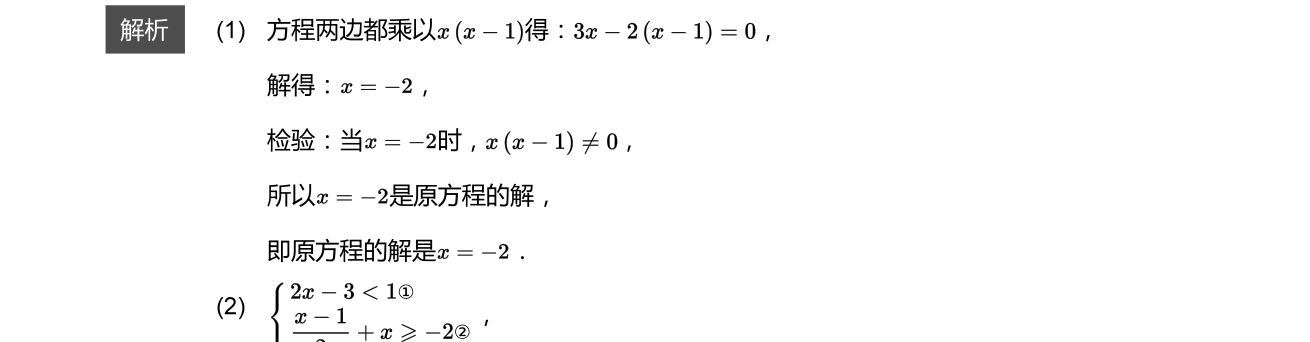 解析 (1) 方程两边都乘以x(x − 1)得：3x − 2(x − 1) = 0，
解得：x = −2，
检验：当x = −2时，x(x − 1) ≠ 0，
所以x = −2是原方程的解，
即原方程的解是x = −2．
(2) { 2x − 3 < 1①
x − 1
+ x ⩾ −2② ，